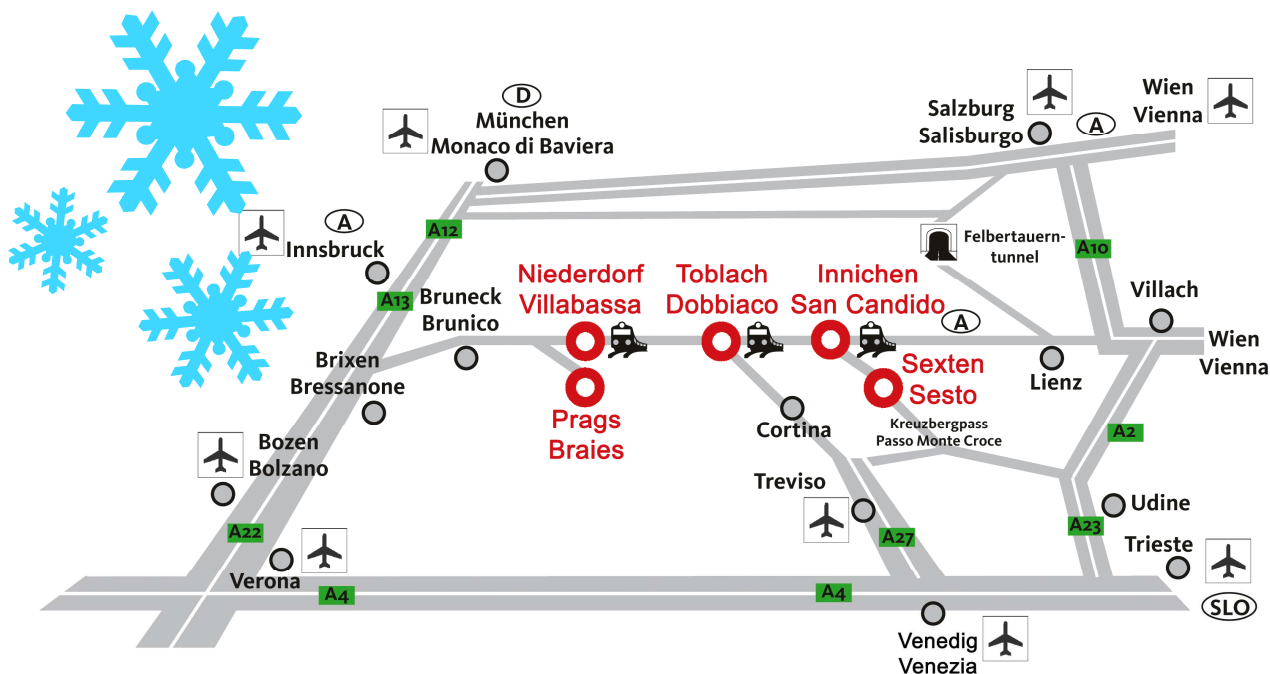 D
München
Monaco di Baviera
Salzburg
Salisburgo
A
Wien
Vienna
A
Innsbruck
A12
Felbertauern-
tunnel
A10
A13
Bruneck
Brunico
Niederdorf
Villabassa
Toblach
Dobbiaco
Innichen
San Candido
A
Villach
Wien
Vienna
Brixen
Bressanone
Sexten
Sesto
Lienz
Prags
Braies
Cortina
Kreuzbergpass
Passo Monte Croce
A2
Bozen
Bolzano
Treviso
Udine
A22
A27
A23
Trieste
Verona
A4
A4
SLO
Venedig
Venezia